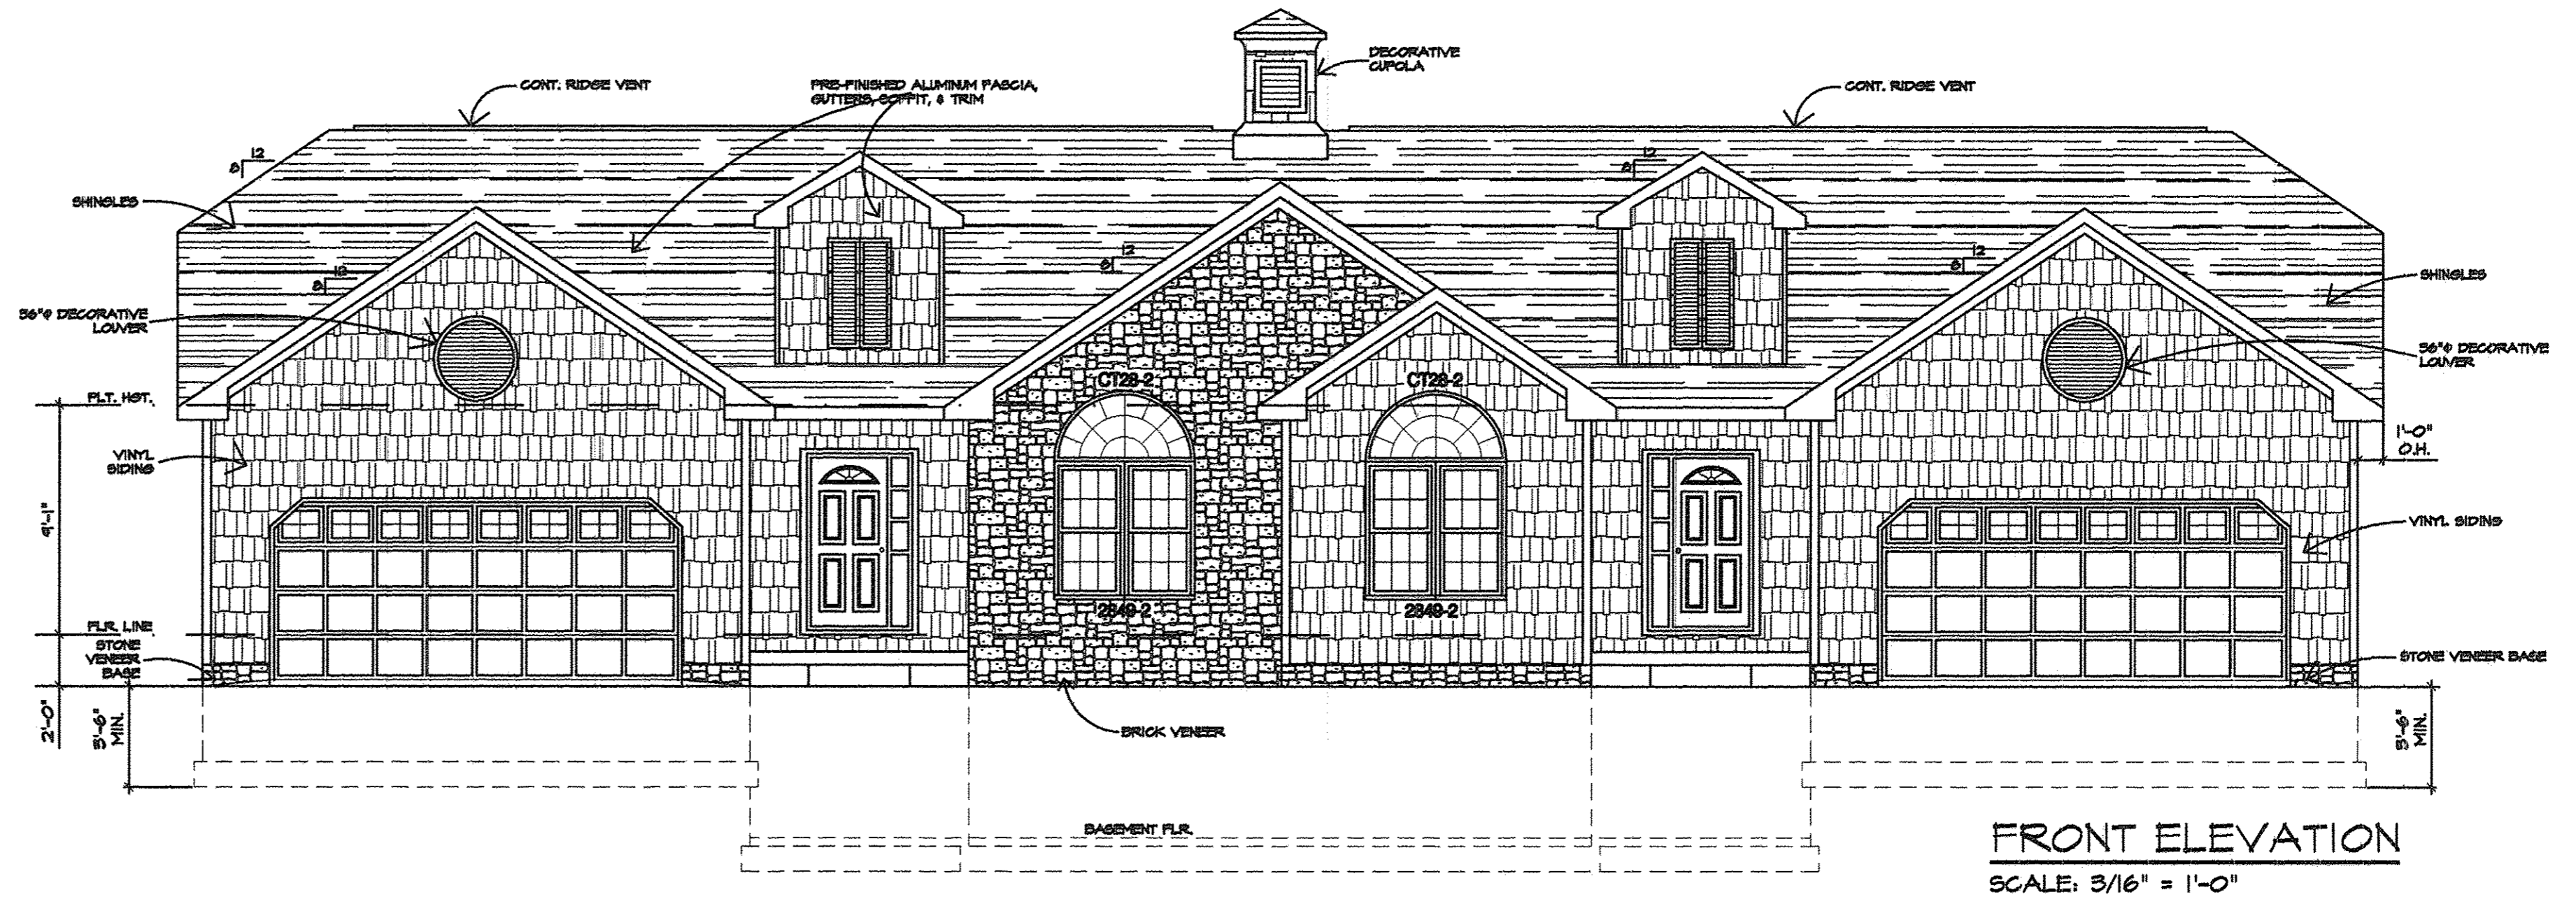 DECORATIVE
CUPOLA
CONT. RIDGE VENT
PRE-FINISHED ALUMINUM FASCIA,
GUTTERS, SOFFIT, & TRIM
CONT. RIDGE VENT
12
8
12
8
SHINGLES
12
8
12
8
12
8
SHINGLES
36"φ DECORATIVE
LOUVER
36"φ DECORATIVE
LOUVER
CT28-2
CT28-2
PLT. HGT.
1'-0"
O.H.
VINYL
SIDING
9'-1"
VINYL SIDING
2849-2
2849-2
FLR. LINE
STONE
VENEER
BASE
STONE VENEER BASE
2'-0"
3'-6"
MIN.
BRICK VENEER
3'-6"
MIN.
BASEMENT FLR.
FRONT ELEVATION
SCALE: 3/16" = 1'-0"